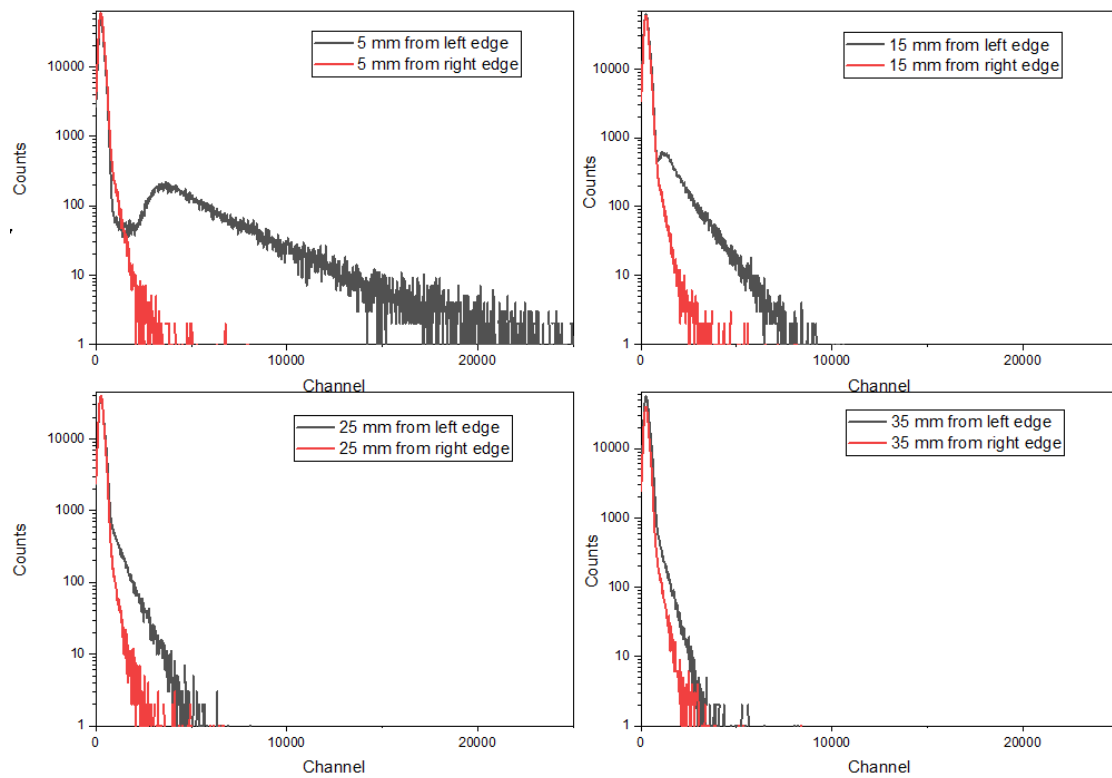 5 mm from left edge
5 mm from right edge
10000
1000
100
10
1
Counts
0
10000
20000
Channel
15 mm from left edge
15 mm from right edge
10000
1000
100
10
1
Counts
0
10000
20000
Channel
25 mm from left edge
25 mm from right edge
10000
1000
100
10
1
Counts
0
10000
20000
Channel
35 mm from left edge
35 mm from right edge
10000
1000
100
10
1
Counts
0
10000
20000
Channel